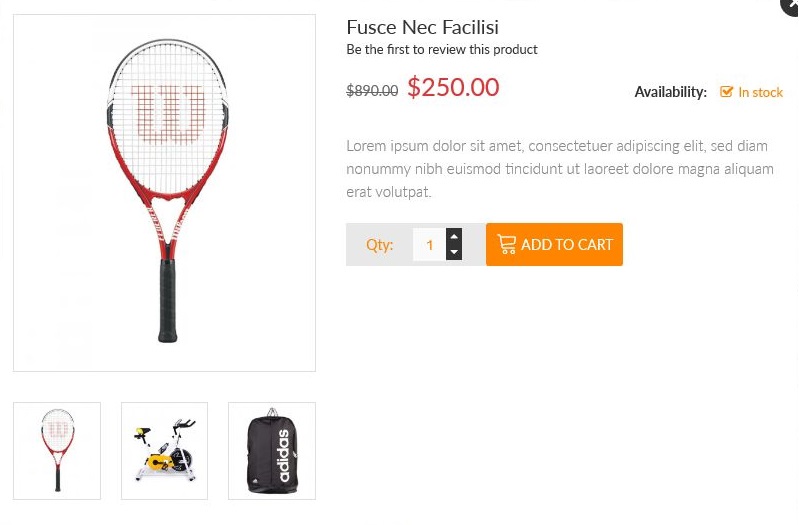 Fusce Nec Facilisi
Be the first to review this product
$890.00 $250.00
Availability: In stock
Lorem ipsum dolor sit amet, consectetuer adipiscing elit, sed diam
nonummy nibh euismod tincidunt ut laoreet dolore magna aliquam
erat volutpat.
Qty: 1 ADD TO CART
adidas